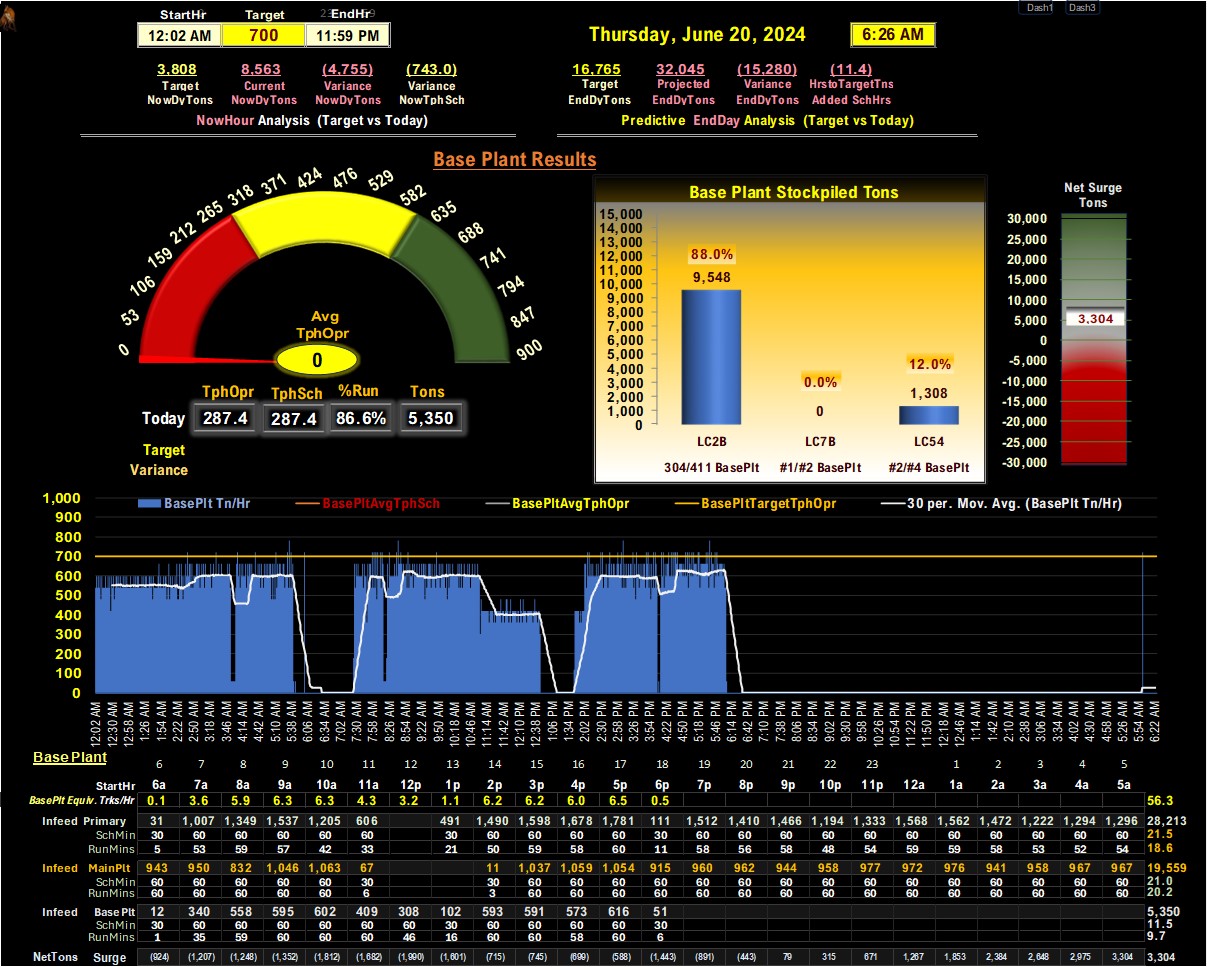 Dash1 Dash3
StartHr Target EndHr
12:02 AM 700 11:59 PM
Thursday, June 20, 2024 6:26 AM
3,808 8,563 (4,755) (743.0)
Target Current Variance Variance
NowDyTons NowDyTons NowDyTons NowTphSch
NowHour Analysis (Target vs Today)
16,765 32,045 (15,280) (11.4)
Target Projected Variance HrstoTargetTns
EndDyTons EndDyTons EndDyTons Added SchHrs
Predictive EndDay Analysis (Target vs Today)
Base Plant Results
0 53 106 159 212 265 318 371 424 476 529 582 635 688 741 794 847 900
Avg
TphOpr
0
TphOpr TphSch %Run Tons
Today 287.4 287.4 86.6% 5,350
Target
Variance
Base Plant Stockpiled Tons
15,000
14,000
13,000
12,000
11,000
10,000
9,000
8,000
7,000
6,000
5,000
4,000
3,000
2,000
1,000
0
88.0%
9,548
0.0%
0
12.0%
1,308
LC2B LC7B LC54
304/411 BasePlt #1/#2 BasePlt #2/#4 BasePlt
Net Surge
Tons
30,000
25,000
20,000
15,000
10,000
5,000
0
-5,000
-10,000
-15,000
-20,000
-25,000
-30,000
3,304
BasePlt Tn/Hr BasePltAvgTphSch BasePltAvgTphOpr BasePltTargetTphOpr 30 per. Mov. Avg. (BasePlt Tn/Hr)
1,000
900
800
700
600
500
400
300
200
100
0
12:02 AM 12:30 AM 12:58 AM 1:26 AM 1:54 AM 2:22 AM 2:50 AM 3:18 AM 3:46 AM 4:14 AM 4:42 AM 5:10 AM 5:38 AM 6:06 AM 6:34 AM 7:02 AM 7:30 AM 7:58 AM 8:26 AM 8:54 AM 9:22 AM 9:50 AM 10:18 AM 10:46 AM 11:14 AM 11:42 AM 12:10 PM 12:38 PM 1:06 PM 1:34 PM 2:02 PM 2:30 PM 2:58 PM 3:26 PM 3:54 PM 4:22 PM 4:50 PM 5:18 PM 5:46 PM 6:14 PM 6:42 PM 7:10 PM 7:38 PM 8:06 PM 8:34 PM 9:02 PM 9:30 PM 9:58 PM 10:26 PM 10:54 PM 11:22 PM 11:50 PM 12:16 AM 12:44 AM 1:14 AM 1:42 AM 2:10 AM 2:38 AM 3:06 AM 3:34 AM 4:02 AM 4:30 AM 4:58 AM 5:26 AM 5:54 AM 6:22 AM
Base Plant
6 7 8 9 10 11 12 13 14 15 16 17 18 19 20 21 22 23 1 2 3 4 5
StartHr 6a 7a 8a 9a 10a 11a 12p 1p 2p 3p 4p 5p 6p 7p 8p 9p 10p 11p 12a 1a 2a 3a 4a 5a
BasePlt Equiv. Trks/Hr 0.1 3.6 5.9 6.3 6.3 4.3 3.2 1.1 6.2 6.2 6.0 6.5 0.5 56.3
Infeed Primary 31 1,007 1,349 1,537 1,205 606 491 1,490 1,598 1,678 1,781 111 1,512 1,410 1,466 1,194 1,333 1,568 1,562 1,472 1,222 1,294 1,296 28,213
SchMin 30 60 60 60 60 60 30 60 60 60 60 30 60 60 60 60 60 60 60 60 60 60 60 21.5
RunMins 5 53 59 57 42 33 21 50 59 58 60 11 58 56 58 48 54 59 59 58 53 52 54 18.6
Infeed MainPlt 943 950 832 1,046 1,063 67 11 1,037 1,059 1,054 915 960 962 944 958 977 972 976 941 958 967 967 19,559
SchMin 60 60 60 60 60 30 30 60 60 60 60 60 60 60 60 60 60 60 60 60 60 60 21.0
RunMins 60 60 60 60 60 6 3 60 60 60 60 60 60 60 60 60 60 60 60 60 60 60 20.2
Infeed Base Plt 12 340 558 595 602 409 308 102 593 591 573 616 51 5,350
SchMin 30 60 60 60 60 60 60 30 60 60 60 60 30 11.5
RunMins 1 35 59 60 60 60 46 16 60 60 58 60 6 9.7
NetTons Surge (924) (1,207) (1,248) (1,352) (1,812) (1,682) (1,990) (1,601) (715) (745) (699) (588) (1,443) (891) (443) 79 315 671 1,267 1,853 2,384 2,648 2,975 3,304 3,304